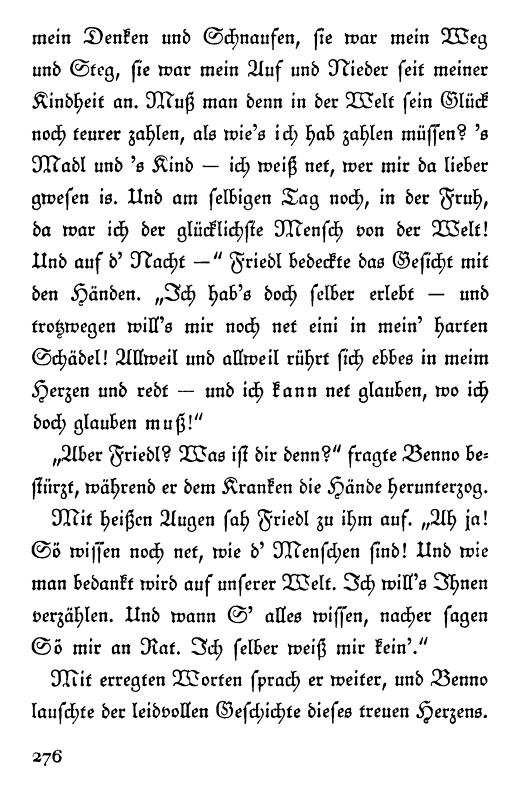 mein Denken und Schnaufen, sie war mein Weg
und Steg, sie war mein Auf und Nieder seit meiner
Kindheit an. Muß man denn in der Welt sein Glück
noch teurer zahlen, als wie's ich hab zahlen müssen? 's
Madl und 's Kind — ich weiß net, wer mir da lieber
gwesen is. Und am selbigen Tag noch, in der Fruh,
da war ich der glücklichste Mensch von der Welt!
Und auf d' Nacht —“ Friedl bedeckte das Gesicht mit
den Händen. „Ich hab's doch selber erlebt — und
trotzwegen will's mir noch net eini in mein' harten
Schädel! Allweil und allweil rührt sich ebbes in meim
Herzen und redt — und ich kann net glauben, wo ich
doch glauben muß!“
„Aber Friedl? Was ist dir denn?“ fragte Benno be-
stürzt, während er dem Kranken die Hände herunterzog.
Mit heißen Augen sah Friedl zu ihm auf. „Ah ja!
Sö wissen noch net, wie d' Menschen sind! Und wie
man bedankt wird auf unserer Welt. Ich will's Ihnen
verzählen. Und wann S' alles wissen, nacher sagen
Sö mir an Rat. Ich selber weiß mir kein'.“
Mit erregten Worten sprach er weiter, und Benno
lauschte der leidvollen Geschichte dieses treuen Herzens.
276